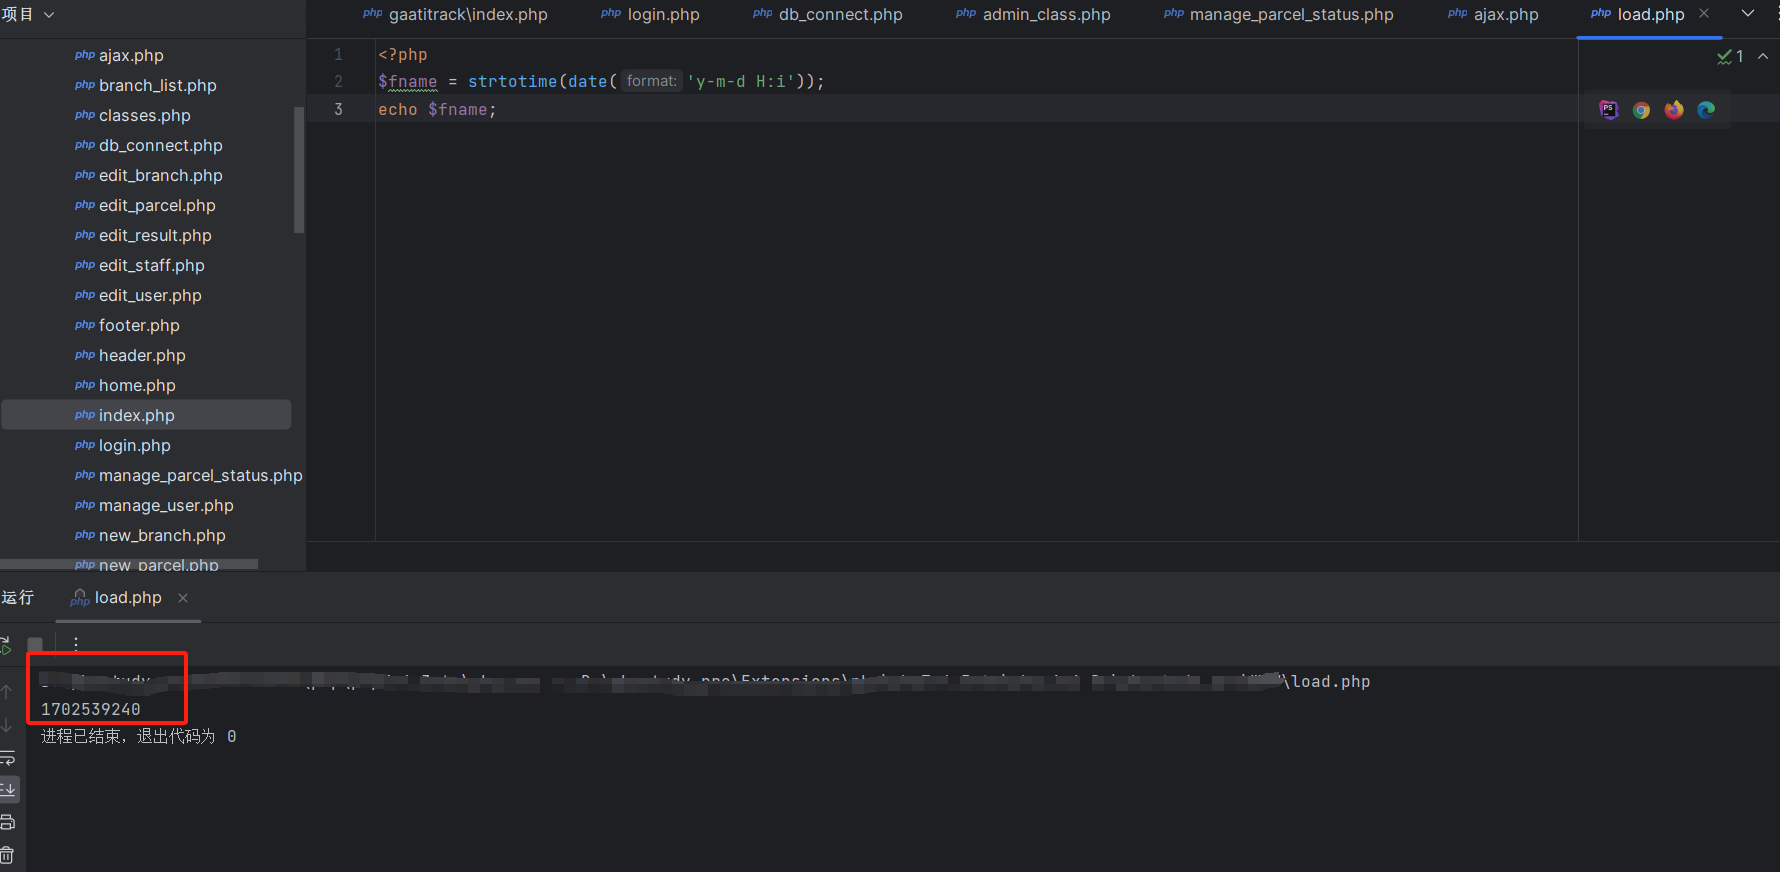 项目
php gaatitrack\index.php php login.php php db_connect.php php admin_class.php php manage_parcel_status.php php ajax.php php load.php
php ajax.php
php branch_list.php
php classes.php
php db_connect.php
php edit_branch.php
php edit_parcel.php
php edit_result.php
php edit_staff.php
php edit_user.php
php footer.php
php header.php
php home.php
php index.php
php login.php
php manage_parcel_status.php
php manage_user.php
php new_branch.php
php new_parcel.php
1 <?php
2 $fname = strtotime(date( format: 'y-m-d H:i'));
3 echo $fname;
1
PS
运行 php load.php
\load.php
1702539240
进程已结束，退出代码为 0